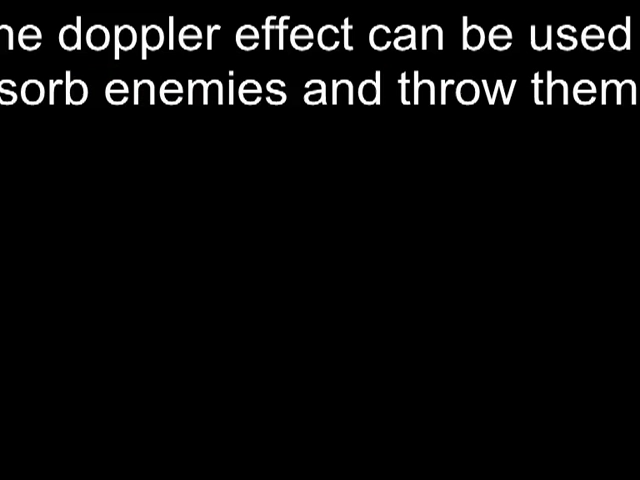 he doppler effect can be used
sorb enemies and throw them